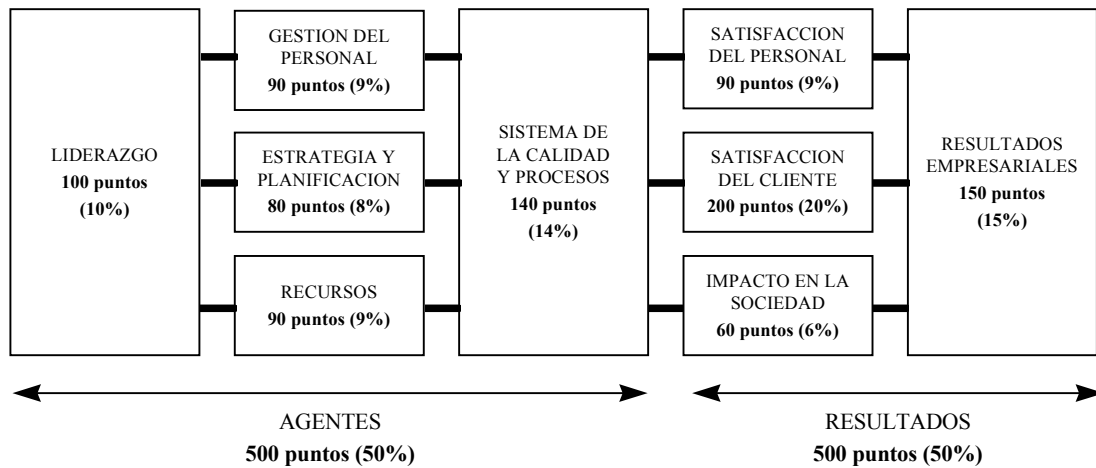 LIDERAZGO
100 puntos
(10%)
GESTION DEL
PERSONAL
90 puntos (9%)
ESTRATEGIA Y
PLANIFICACION
80 puntos (8%)
RECURSOS
90 puntos (9%)
SISTEMA DE
LA CALIDAD
Y PROCESOS
140 puntos
(14%)
SATISFACCION
DEL PERSONAL
90 puntos (9%)
SATISFACCION
DEL CLIENTE
200 puntos (20%)
IMPACTO EN LA
SOCIEDAD
60 puntos (6%)
RESULTADOS
EMPRESARIALES
150 puntos
(15%)
AGENTES
500 puntos (50%)
RESULTADOS
500 puntos (50%)